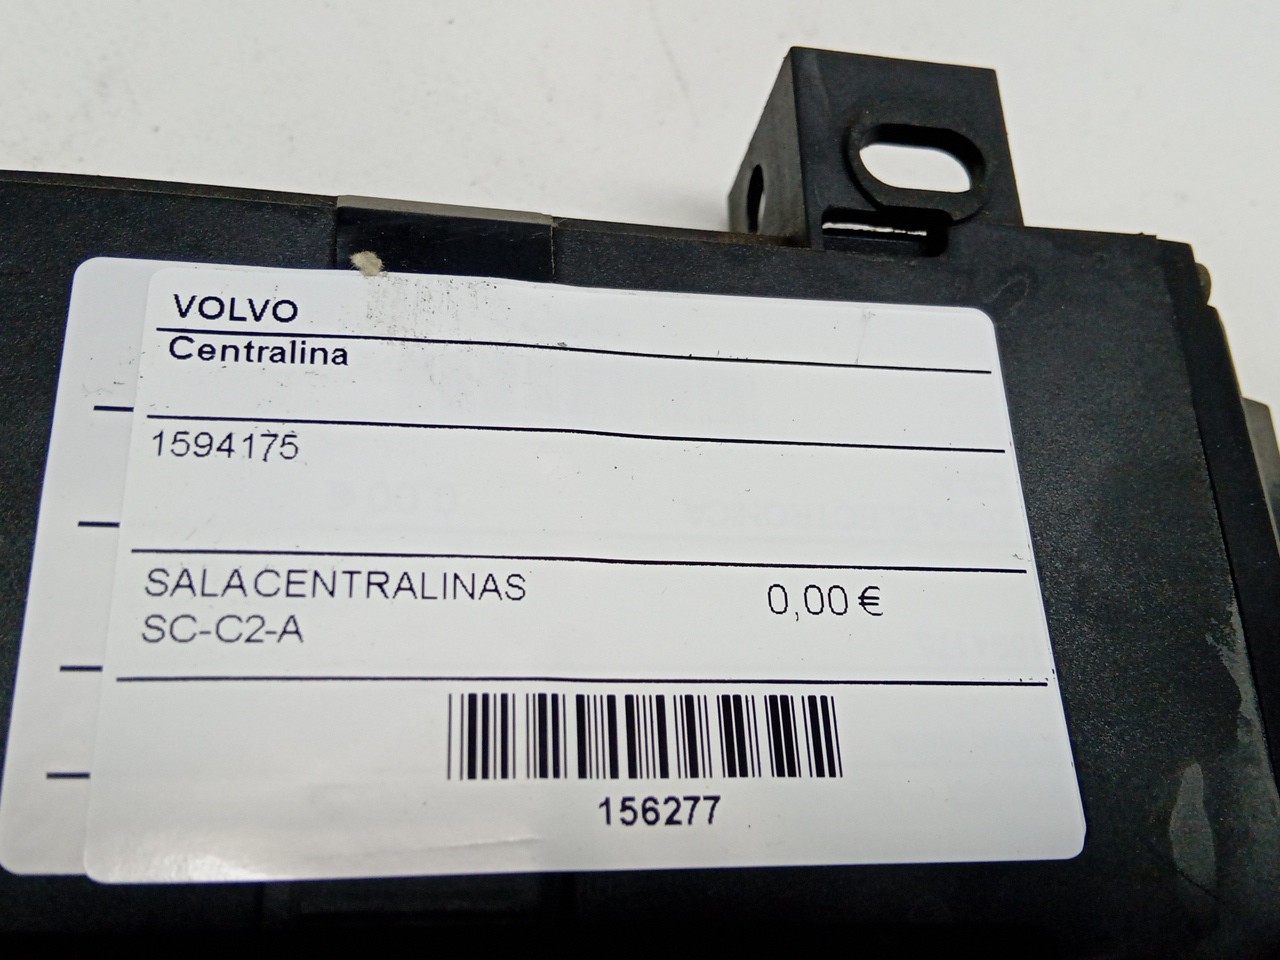 VOLVO
Centralina
1594175
SALACENTRALINAS 0,00 €
SC-C2-A
156277